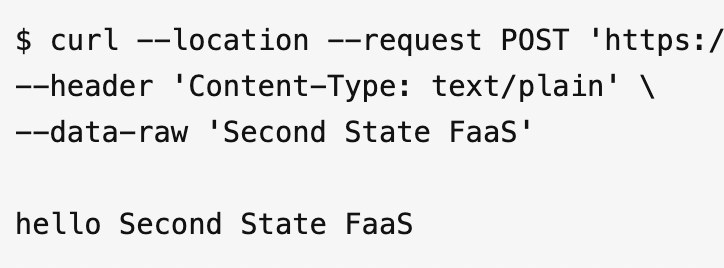 $ curl --location --request POST 'https:/
--header 'Content-Type: text/plain' \
--data-raw 'Second State FaaS'
hello Second State FaaS